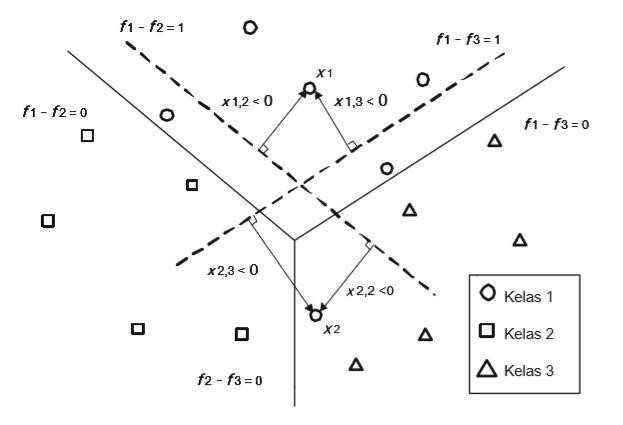 f1 – f2 = 1
f1 – f3 = 1
x1
x1,2 < 0
x1,3 < 0
f1 – f2 = 0
f1 – f3 = 0
x2,3 < 0
x2,2 <0
x2
f2 – f3 = 0
Kelas 1
Kelas 2
Kelas 3